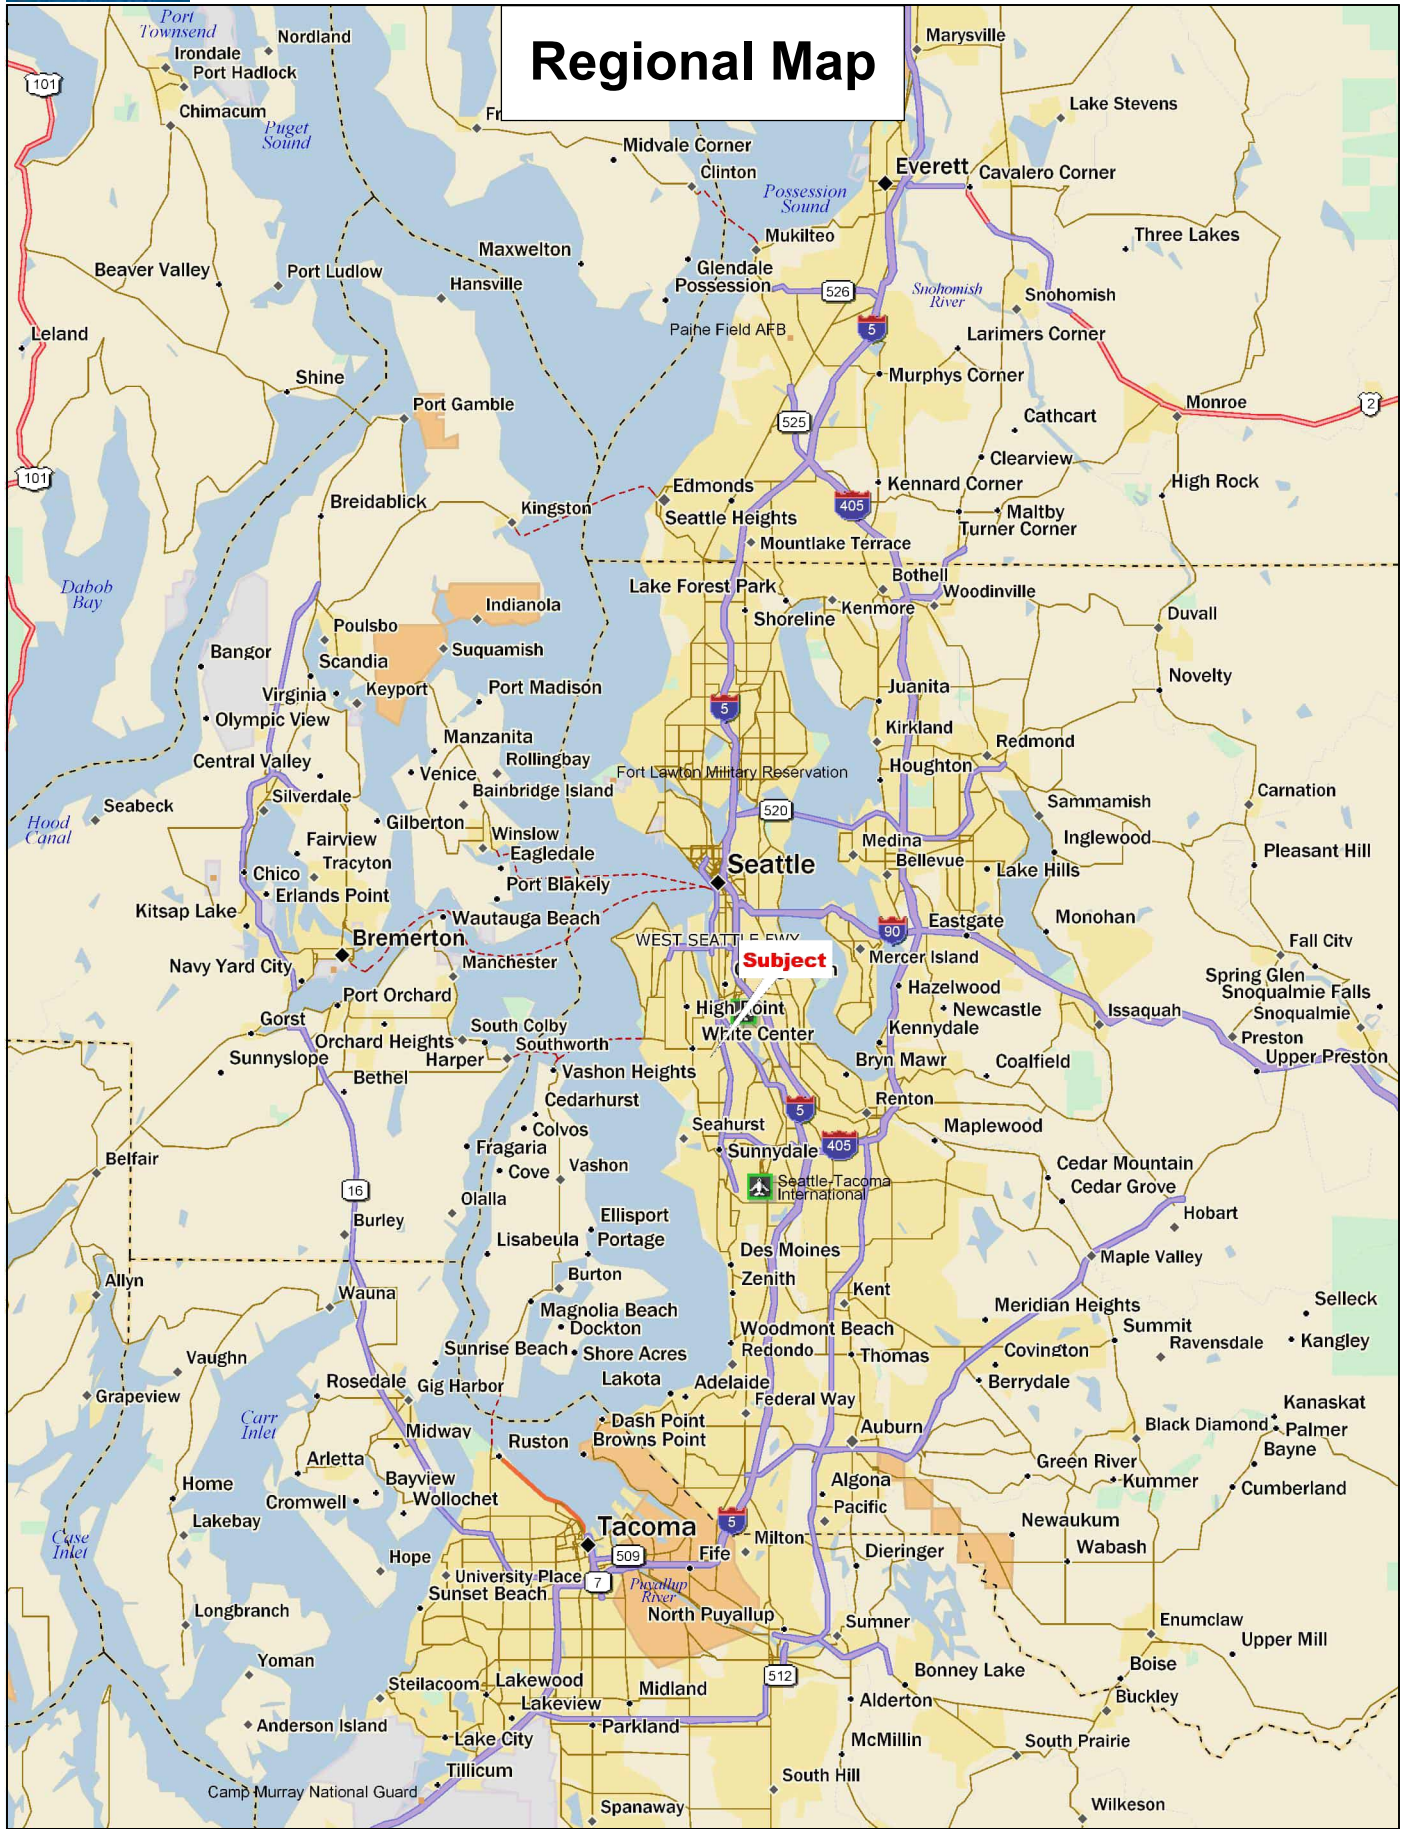 Regional Map
Port
Townsend
Nordland
Irondale
Port Hadlock
Chimacum
Puget
Sound
101
Marysville
Lake Stevens
Midvale Corner
Clinton
Everett
Cavalero Corner
Possession
Sound
Mukilteo
Three Lakes
Maxwelton
Glendale
Possession
Beaver Valley
Port Ludlow
Hansville
526
Snohomish
River
Snohomish
Paine Field AFB
5
Larimers Corner
Leland
Shine
Murphys Corner
Port Gamble
525
Cathcart
Monroe
2
Clearview
101
High Rock
Breidablick
Kingston
Edmonds
Seattle Heights
405
Kennard Corner
Maltby
Turner Corner
Mountlake Terrace
Dabob
Bay
Indianola
Lake Forest Park
Bothell
Woodinville
Kenmore
Shoreline
Duvall
Poulsbo
Suquamish
Bangor
Scandia
Virginia
Keyport
Port Madison
Novelty
Juanita
Olympic View
5
Kirkland
Manzanita
Redmond
Central Valley
Venice
Rollingbay
Fort Lawton Military Reservation
Houghton
Bainbridge Island
Seabeck
Silverdale
520
Sammamish
Carnation
Hood
Canal
Gilberton
Fairview
Winslow
Medina
Inglewood
Tracyton
Eagledale
Seattle
Bellevue
Lake Hills
Pleasant Hill
Chico
Erlands Point
Port Blakely
Kitsap Lake
Wautauga Beach
90
Eastgate
Monohan
Bremerton
WEST SEATTLE FWY
Fall City
Subject
Mercer Island
Navy Yard City
Manchester
Spring Glen
Hazelwood
Snoqualmie Falls
Port Orchard
High Point
Newcastle
Issaquah
Snoqualmie
Gorst
South Colby
White Center
Kennydale
Preston
Orchard Heights
Southworth
Sunnyslope
Harper
Bryn Mawr
Coalfield
Upper Preston
Bethel
Vashon Heights
Cedarhurst
5
Renton
Colvos
Seahurst
Maplewood
Fragaria
405
Belfair
Sunnydale
Cove
Vashon
Cedar Mountain
16
Seattle-Tacoma
International
Cedar Grove
Olalla
Burley
Ellisport
Hobart
Lisabeula
Portage
Des Moines
Maple Valley
Allyn
Burton
Zenith
Wauna
Kent
Magnolia Beach
Meridian Heights
Selleck
Dockton
Woodmont Beach
Summit
Sunrise Beach
Shore Acres
Redondo
Thomas
Covington
Ravensdale
Kangley
Vaughn
Rosedale
Gig Harbor
Lakota
Adelaide
Berrydale
Grapeview
Federal Way
Kanaskat
Carr
Inlet
Dash Point
Auburn
Black Diamond
Palmer
Midway
Ruston
Browns Point
Bayne
Arletta
Green River
Home
Bayview
Algona
Kummer
Cumberland
Cromwell
Wollochet
Pacific
Lakebay
Tacoma
5
Newaukum
Case
Inlet
Milton
Wabash
Hope
509
Fife
Dieringer
University Place
7
Puyallup
River
Sunset Beach
Longbranch
North Puyallup
Sumner
Enumclaw
Upper Mill
Yoman
512
Bonney Lake
Boise
Steilacoom
Lakewood
Midland
Alderton
Buckley
Lakeview
Anderson Island
Parkland
Lake City
McMillin
South Prairie
Tillicum
Camp Murray National Guard
South Hill
Spanaway
Wilkeson